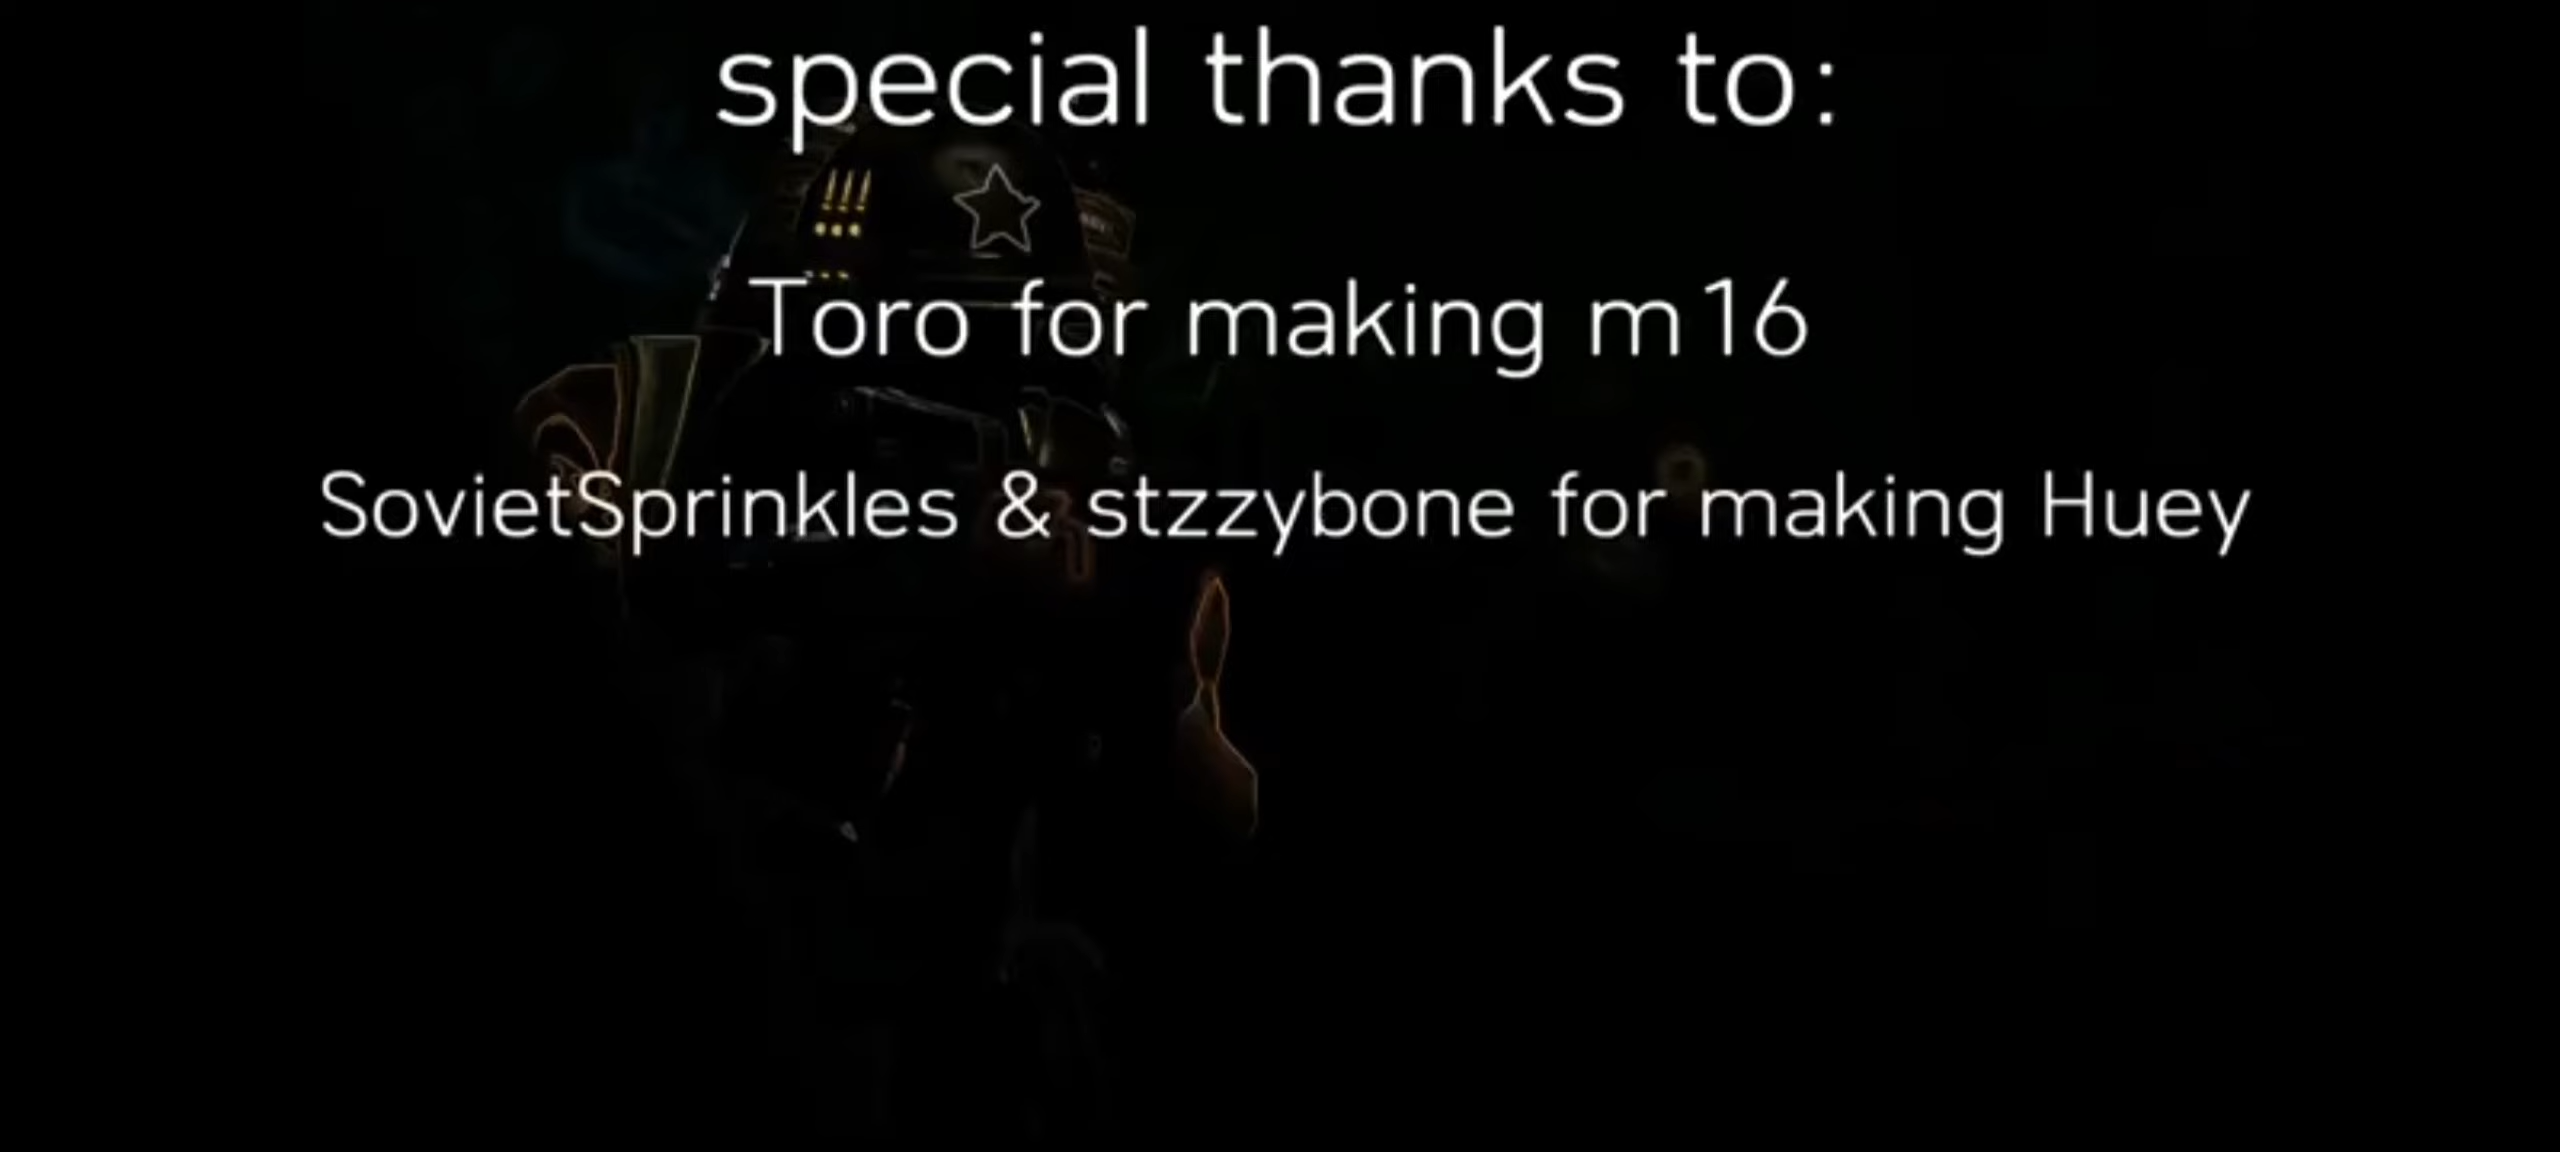 special thanks to:
Toro for making m16
SovietSprinkles & stzzybone for making Huey